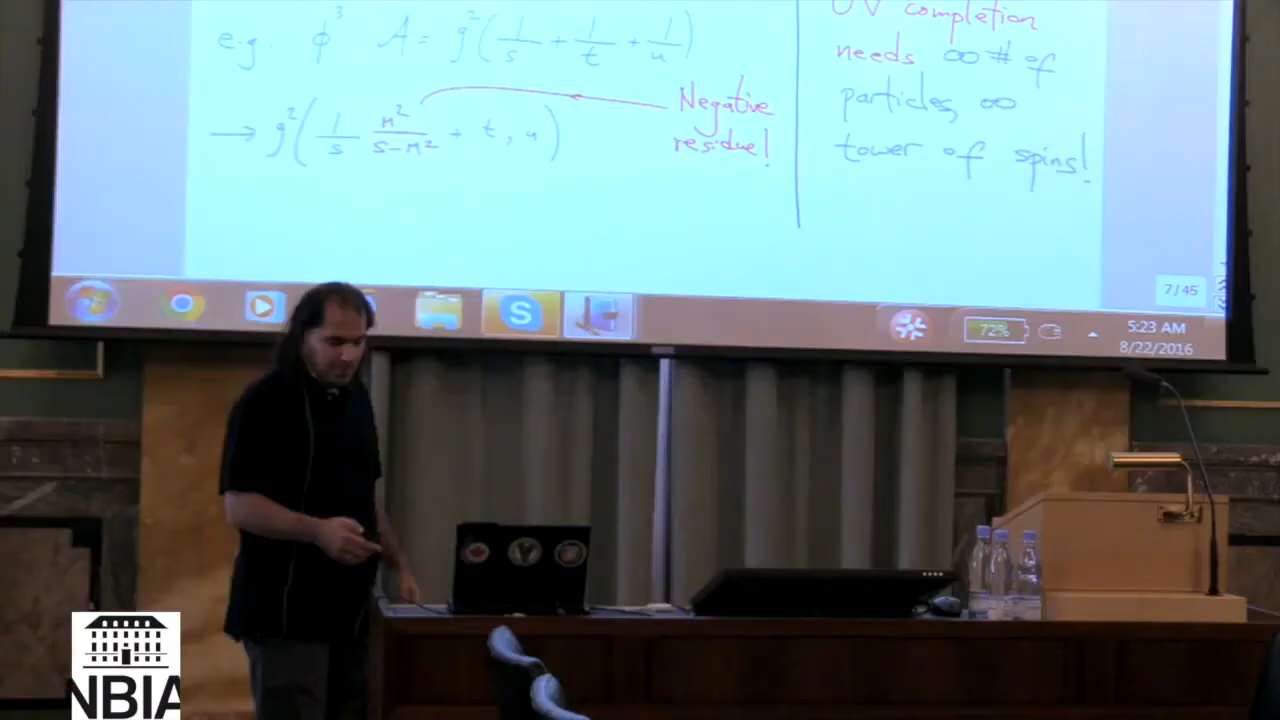 e.g. ϕ³ A = g²(1/s + 1/t + 1/u)
→ g²(1/s M²/(s-M²) + t, u)
Negative
residue!
UV completion
needs ∞ # of
particles, ∞
tower of spins!
7/45
72%
5:23 AM
8/22/2016
NBIA